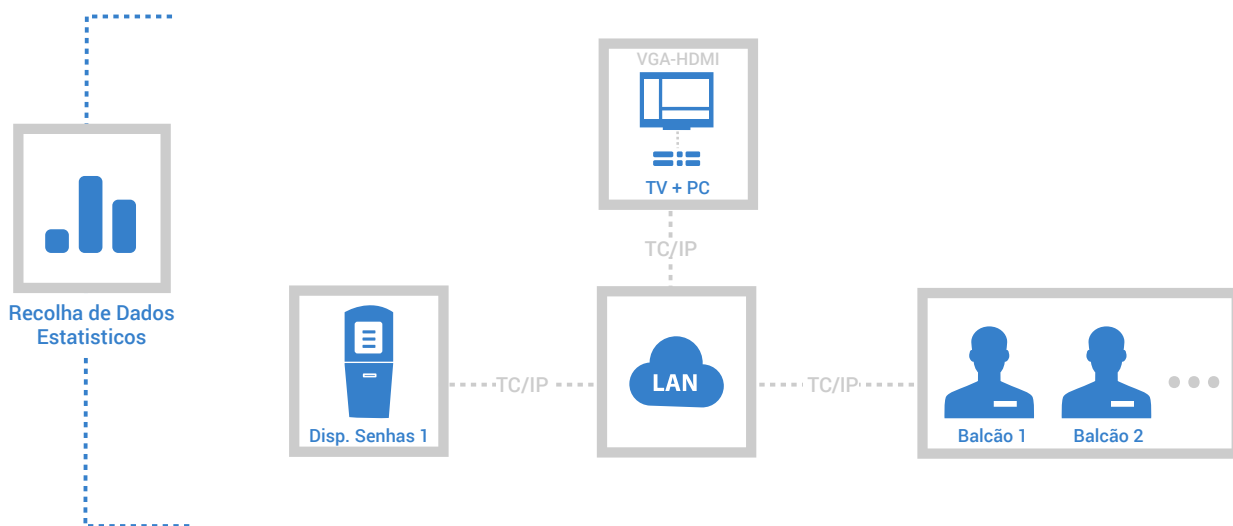 VGA-HDMI
TV + PC
TC/IP
Recolha de Dados
Estatisticos
LAN
TC/IP
TC/IP
Disp. Senhas 1
Balcão 1
Balcão 2